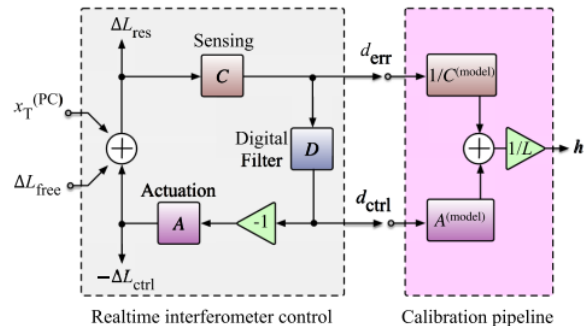 ΔL_res
Sensing
C
d_err
1/C^(model)
x_T^(PC)
Digital
Filter
D
1/L
h
ΔL_free
Actuation
A
-1
d_ctrl
A^(model)
−ΔL_ctrl
Realtime interferometer control
Calibration pipeline